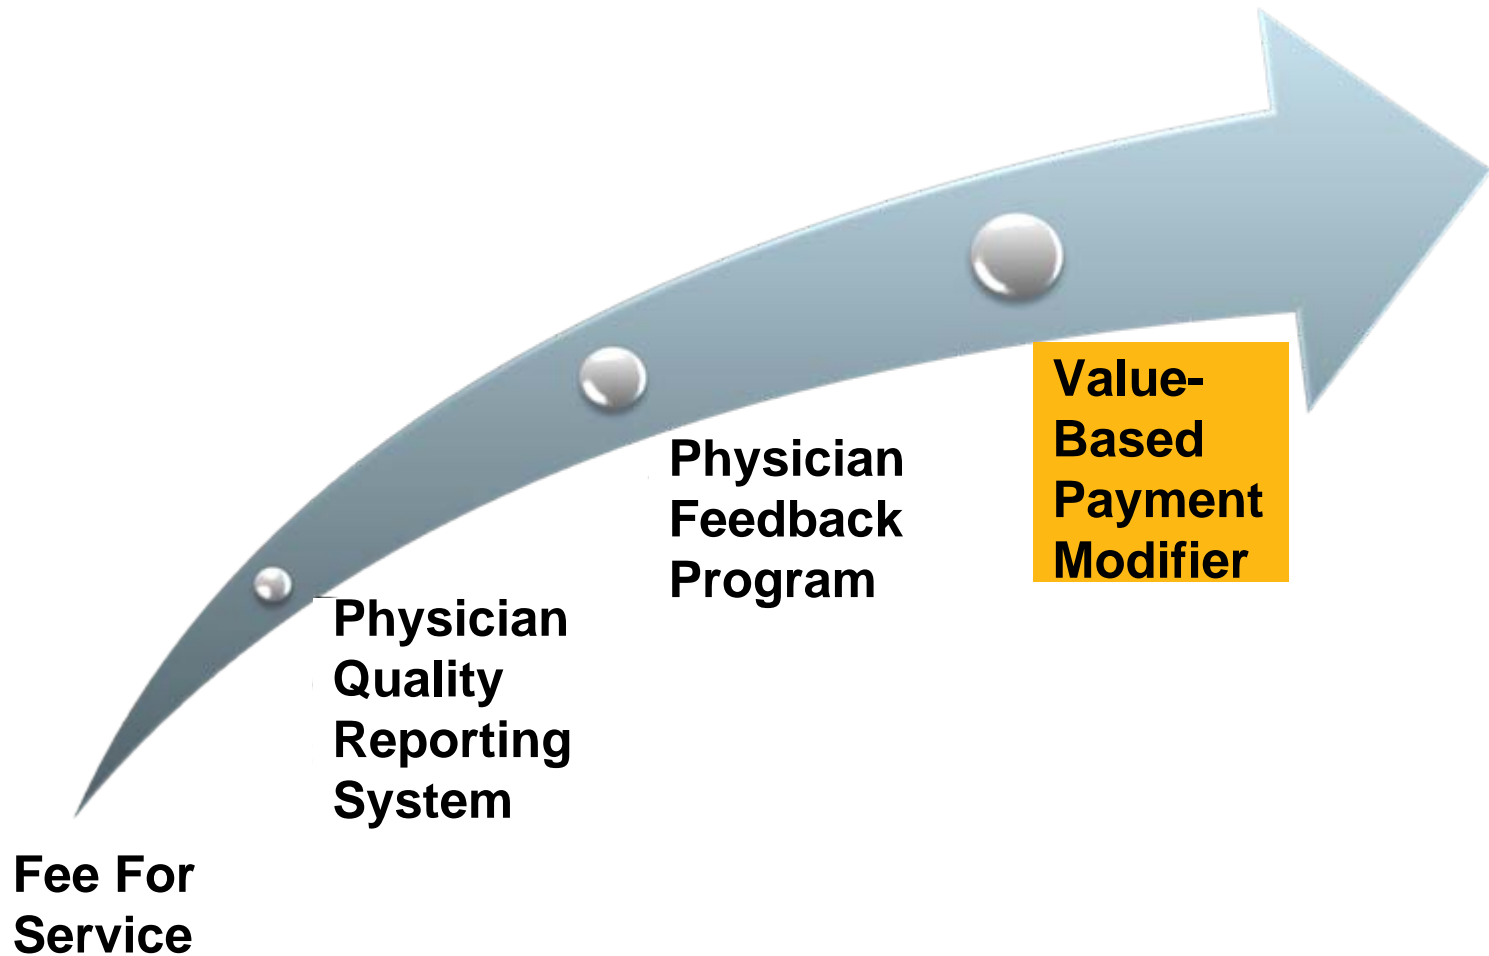 Value-
Based
Payment
Modifier
Physician
Feedback
Program
Physician
Quality
Reporting
System
Fee For
Service